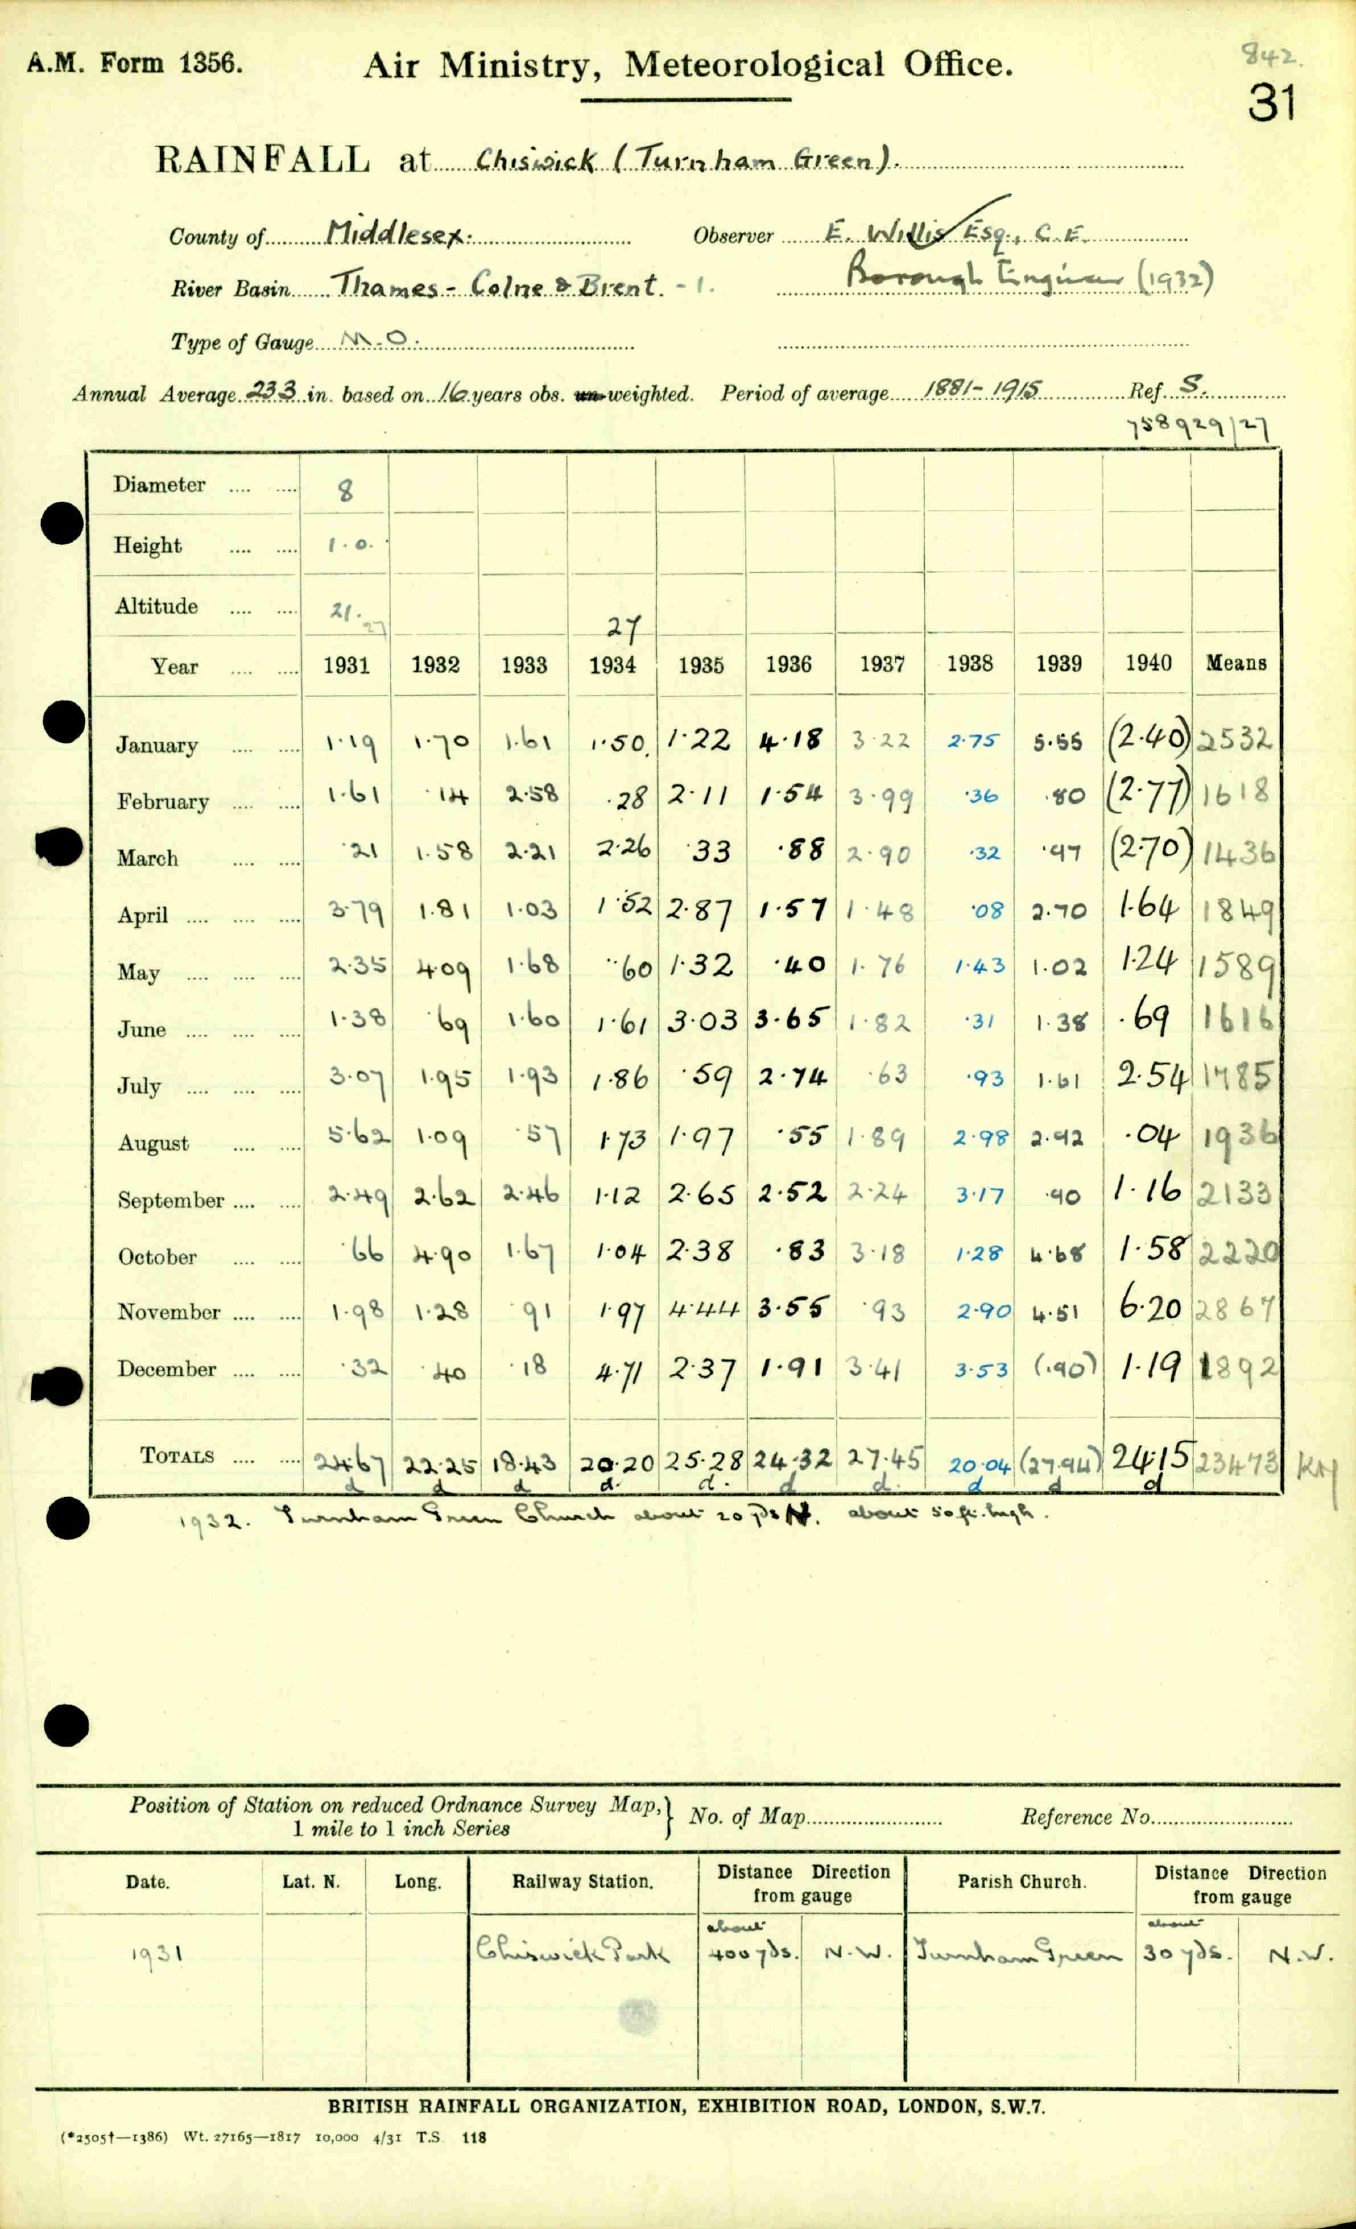 A.M. Form 1356.
Air Ministry, Meteorological Office.
842.
31
RAINFALL at Chiswick (Turnham Green).
County of Middlesex. Observer E. Willis Esq., C.E.
River Basin Thames - Colne & Brent. - 1. Borough Engineer (1932)
Type of Gauge M.O.
Annual Average 23.3 in. based on 16 years obs. un-weighted. Period of average 1881-1915 Ref. S.
758929/27
Diameter 8
Height 1.0.
Altitude 21. 27 27
Year 1931 1932 1933 1934 1935 1936 1937 1938 1939 1940 Means
January 1.19 1.70 1.61 1.50 1.22 4.18 3.22 2.75 5.55 (2.40) 2532
February 1.61 .14 2.58 .28 2.11 1.54 3.99 .36 .80 (2.77) 1618
March .21 1.58 2.21 2.26 .33 .88 2.90 .32 .97 (2.70) 1436
April 3.79 1.81 1.03 1.52 2.87 1.57 1.48 .08 2.70 1.64 1849
May 2.35 4.09 1.68 .60 1.32 .40 1.76 1.43 1.02 1.24 1589
June 1.38 .69 1.60 1.61 3.03 3.65 1.82 .31 1.38 .69 1616
July 3.07 1.95 1.93 1.86 .59 2.74 .63 .93 1.61 2.54 1785
August 5.62 1.09 .57 1.73 1.97 .55 1.89 2.98 2.92 .04 1936
September 2.49 2.62 2.46 1.12 2.65 2.52 2.24 3.17 .90 1.16 2133
October .66 4.90 1.67 1.04 2.38 .83 3.18 1.28 4.68 1.58 2220
November 1.98 1.28 .91 1.97 4.44 3.55 .93 2.90 4.51 6.20 2867
December .32 .40 .18 4.71 2.37 1.91 3.41 3.53 (.90) 1.19 1892
TOTALS 24.67 22.25 18.43 20.20 25.28 24.32 27.45 20.04 (27.94) 24.15 23473
d d d d. d. d d. d d d
1932. Turnham Green Church about 20 yds N. about 50 ft. high.
Position of Station on reduced Ordnance Survey Map, 1 mile to 1 inch Series } No. of Map Reference No.
Date. Lat. N. Long. Railway Station. Distance Direction from gauge Parish Church. Distance Direction from gauge
1931 Chiswick Park about 400 yds. N.W. Turnham Green about 30 yds. N.W.
BRITISH RAINFALL ORGANIZATION, EXHIBITION ROAD, LONDON, S.W.7.
(*2505†—1386) Wt. 27165—1817 10,000 4/31 T.S. 118